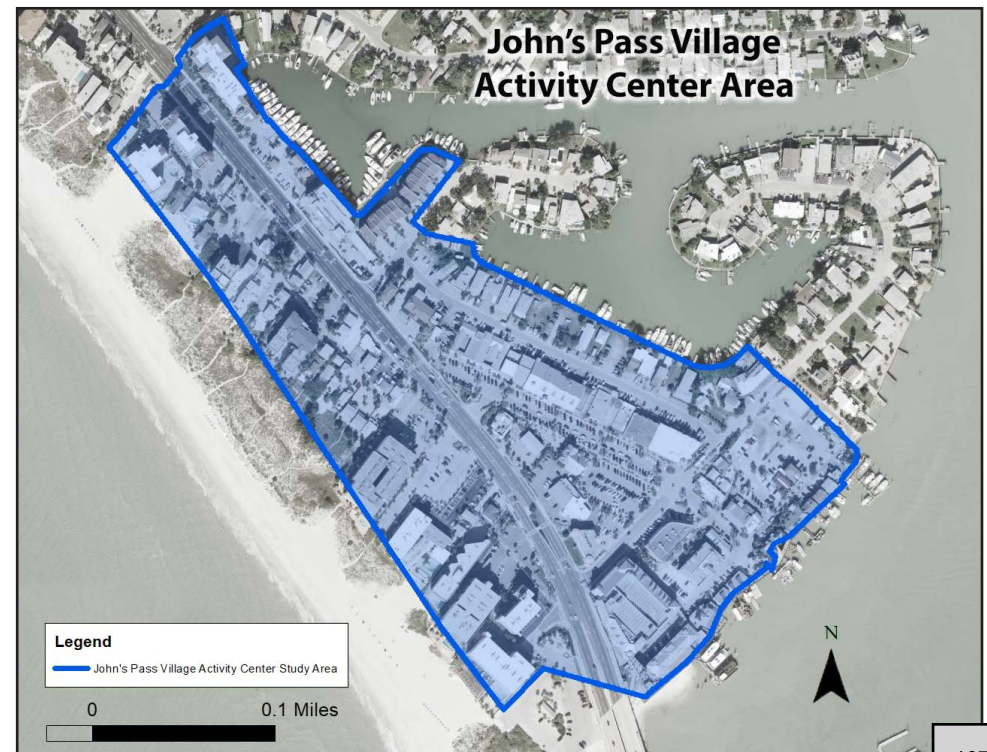 John's Pass Village
Activity Center Area
Legend
John's Pass Village Activity Center Study Area
0
0.1 Miles
N